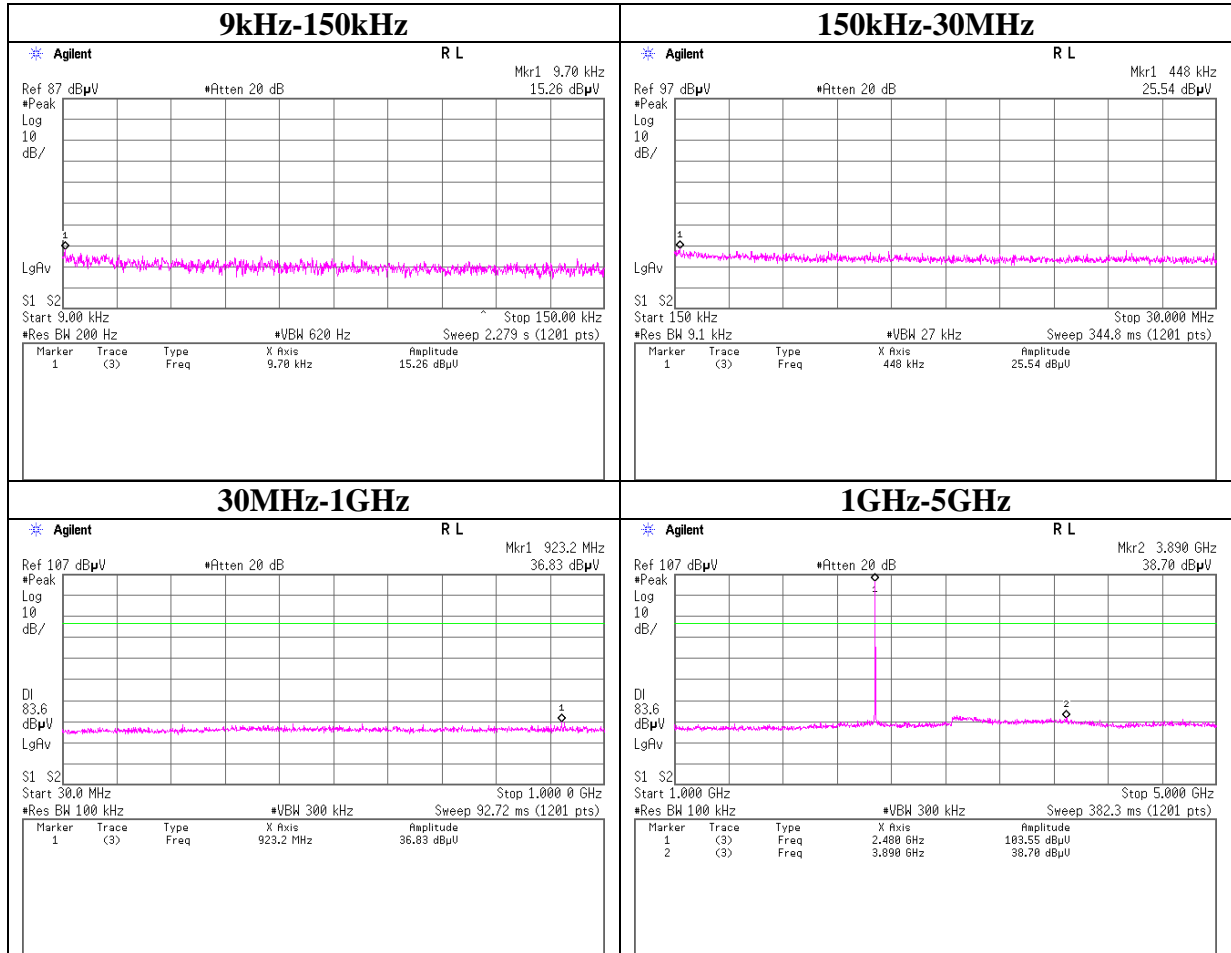 9kHz-150kHz
Agilent R L
Mkr1 9.70 kHz
Ref 87 dBµV #Atten 20 dB 15.26 dBµV
#Peak
Log
10
dB/
1
LgAv
S1 S2
Start 9.00 kHz ^ Stop 150.00 kHz
#Res BW 200 Hz #VBW 620 Hz Sweep 2.279 s (1201 pts)
Marker Trace Type X Axis Amplitude
1 (3) Freq 9.70 kHz 15.26 dBµV
150kHz-30MHz
Agilent R L
Mkr1 448 kHz
Ref 97 dBµV #Atten 20 dB 25.54 dBµV
#Peak
Log
10
dB/
1
LgAv
S1 S2
Start 150 kHz Stop 30.000 MHz
#Res BW 9.1 kHz #VBW 27 kHz Sweep 344.8 ms (1201 pts)
Marker Trace Type X Axis Amplitude
1 (3) Freq 448 kHz 25.54 dBµV
30MHz-1GHz
Agilent R L
Mkr1 923.2 MHz
Ref 107 dBµV #Atten 20 dB 36.83 dBµV
#Peak
Log
10
dB/
DI
83.6
dBµV
1
LgAv
S1 S2
Start 30.0 MHz Stop 1.000 0 GHz
#Res BW 100 kHz #VBW 300 kHz Sweep 92.72 ms (1201 pts)
Marker Trace Type X Axis Amplitude
1 (3) Freq 923.2 MHz 36.83 dBµV
1GHz-5GHz
Agilent R L
Mkr2 3.890 GHz
Ref 107 dBµV #Atten 20 dB 38.70 dBµV
#Peak
1
Log
10
dB/
DI
83.6
2
dBµV
LgAv
S1 S2
Start 1.000 GHz Stop 5.000 GHz
#Res BW 100 kHz #VBW 300 kHz Sweep 382.3 ms (1201 pts)
Marker Trace Type X Axis Amplitude
1 (3) Freq 2.480 GHz 103.55 dBµV
2 (3) Freq 3.890 GHz 38.70 dBµV